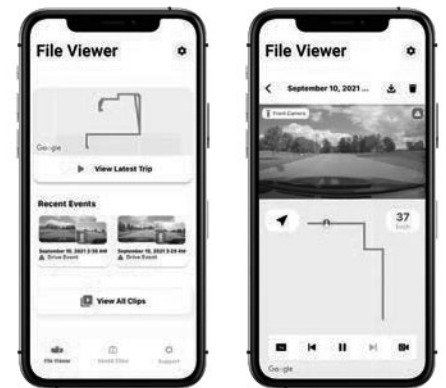 File Viewer
Google
View Latest Trip
Recent Events
September 10, 2021 3:35 AM
Drive Event
September 10, 2021 3:29 AM
Drive Event
View All Clips
File Viewer
Saved Clips
Support
File Viewer
September 10, 2021 ...
Front Camera
37
Google